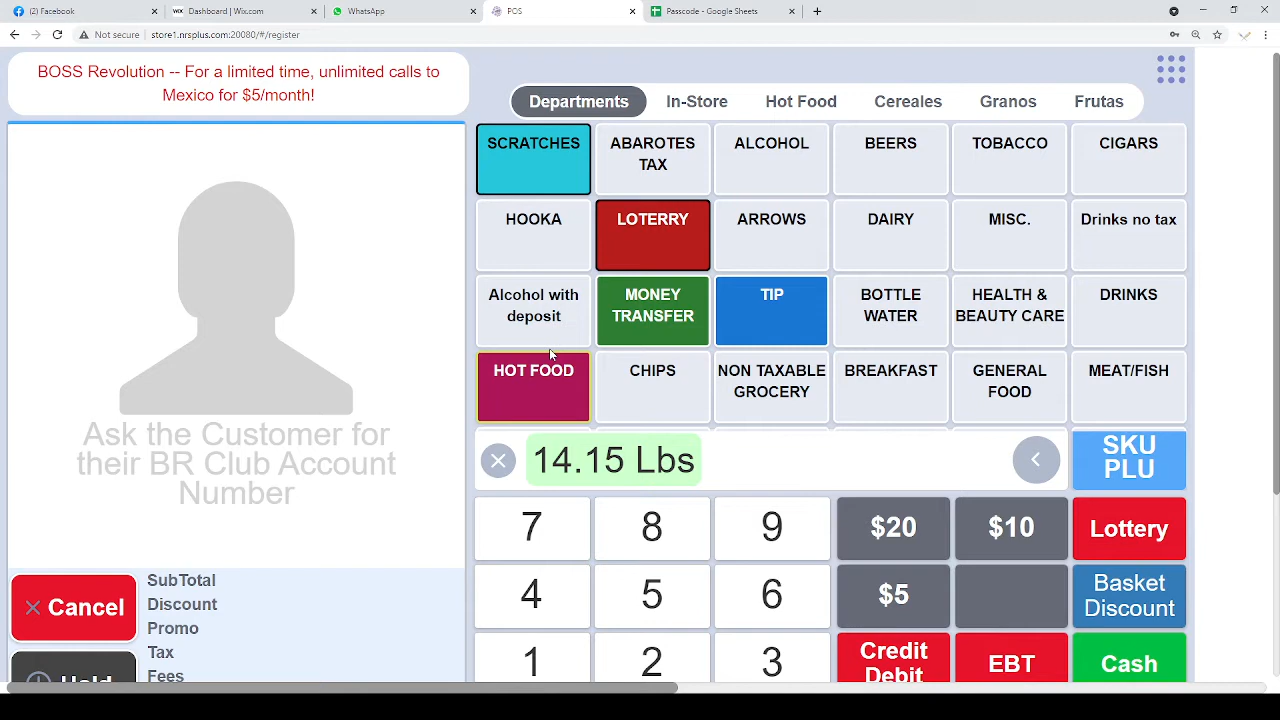 (2) Facebook
WIX Dashboard | Wix.com
WhatsApp
POS
Passcode - Google Sheets
Not secure | store1.nrsplus.com:20080/#/register
BOSS Revolution -- For a limited time, unlimited calls to
Mexico for $5/month!
Ask the Customer for
their BR Club Account
Number
Cancel
SubTotal
Discount
Promo
Tax
Fees
Hold
Departments In-Store Hot Food Cereales Granos Frutas
SCRATCHES
ABAROTES
TAX
ALCOHOL
BEERS
TOBACCO
CIGARS
HOOKA
LOTERRY
ARROWS
DAIRY
MISC.
Drinks no tax
Alcohol with
deposit
MONEY
TRANSFER
TIP
BOTTLE
WATER
HEALTH &
BEAUTY CARE
DRINKS
HOT FOOD
CHIPS
NON TAXABLE
GROCERY
BREAKFAST
GENERAL
FOOD
MEAT/FISH
14.15 Lbs
SKU
PLU
7 8 9 $20 $10 Lottery
4 5 6 $5
Basket
Discount
1 2 3
Credit
Debit
EBT
Cash